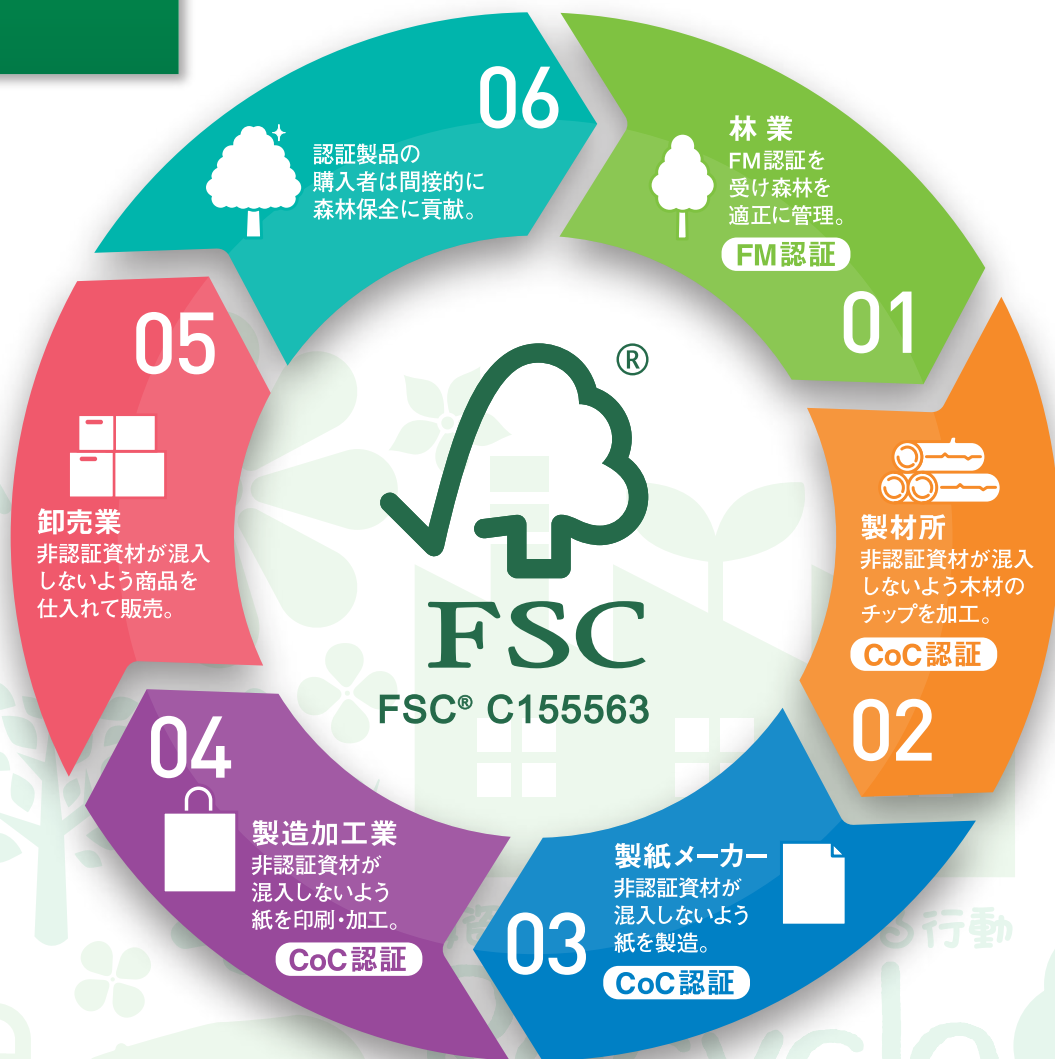 01
林業
FM認証を
受け森林を
適正に管理。
FM認証
02
製材所
非認証資材が混入
しないよう木材の
チップを加工。
CoC認証
03
製紙メーカー
非認証資材が
混入しないよう
紙を製造。
CoC認証
04
製造加工業
非認証資材が
混入しないよう
紙を印刷・加工。
CoC認証
05
卸売業
非認証資材が混入
しないよう商品を
仕入れて販売。
06
認証製品の
購入者は間接的に
森林保全に貢献。
®
FSC
FSC® C155563
る行動